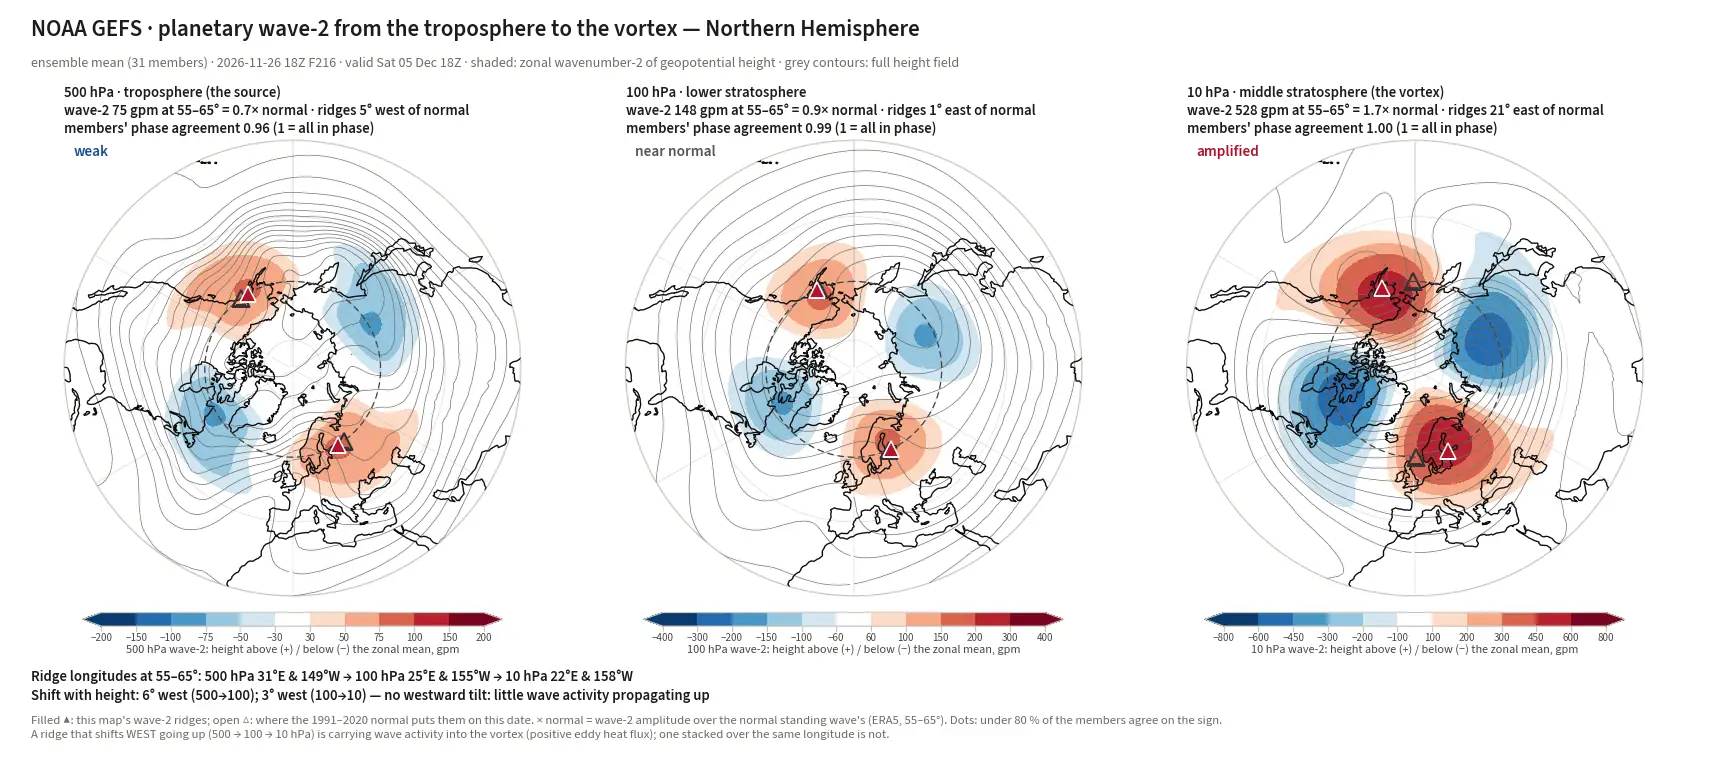 NOAA GEFS · planetary wave-2 from the troposphere to the vortex — Northern Hemisphere
ensemble mean (31 members) · 2026-11-26 18Z F216 · valid Sat 05 Dec 18Z · shaded: zonal wavenumber-2 of geopotential height · grey contours: full height field
500 hPa · troposphere (the source)
wave-2 75 gpm at 55–65° = 0.7× normal · ridges 5° west of normal
members' phase agreement 0.96 (1 = all in phase)
weak
100 hPa · lower stratosphere
wave-2 148 gpm at 55–65° = 0.9× normal · ridges 1° east of normal
members' phase agreement 0.99 (1 = all in phase)
near normal
10 hPa · middle stratosphere (the vortex)
wave-2 528 gpm at 55–65° = 1.7× normal · ridges 21° east of normal
members' phase agreement 1.00 (1 = all in phase)
amplified
−200 −150 −100 −75 −50 −30 30 50 75 100 150 200
500 hPa wave-2: height above (+) / below (−) the zonal mean, gpm
−400 −300 −200 −150 −100 −60 60 100 150 200 300 400
100 hPa wave-2: height above (+) / below (−) the zonal mean, gpm
−800 −600 −450 −300 −200 −100 100 200 300 450 600 800
10 hPa wave-2: height above (+) / below (−) the zonal mean, gpm
Ridge longitudes at 55–65°: 500 hPa 31°E & 149°W → 100 hPa 25°E & 155°W → 10 hPa 22°E & 158°W
Shift with height: 6° west (500→100); 3° west (100→10) — no westward tilt: little wave activity propagating up
Filled ▲: this map's wave-2 ridges; open △: where the 1991–2020 normal puts them on this date. × normal = wave-2 amplitude over the normal standing wave's (ERA5, 55–65°). Dots: under 80 % of the members agree on the sign.
A ridge that shifts WEST going up (500 → 100 → 10 hPa) is carrying wave activity into the vortex (positive eddy heat flux); one stacked over the same longitude is not.